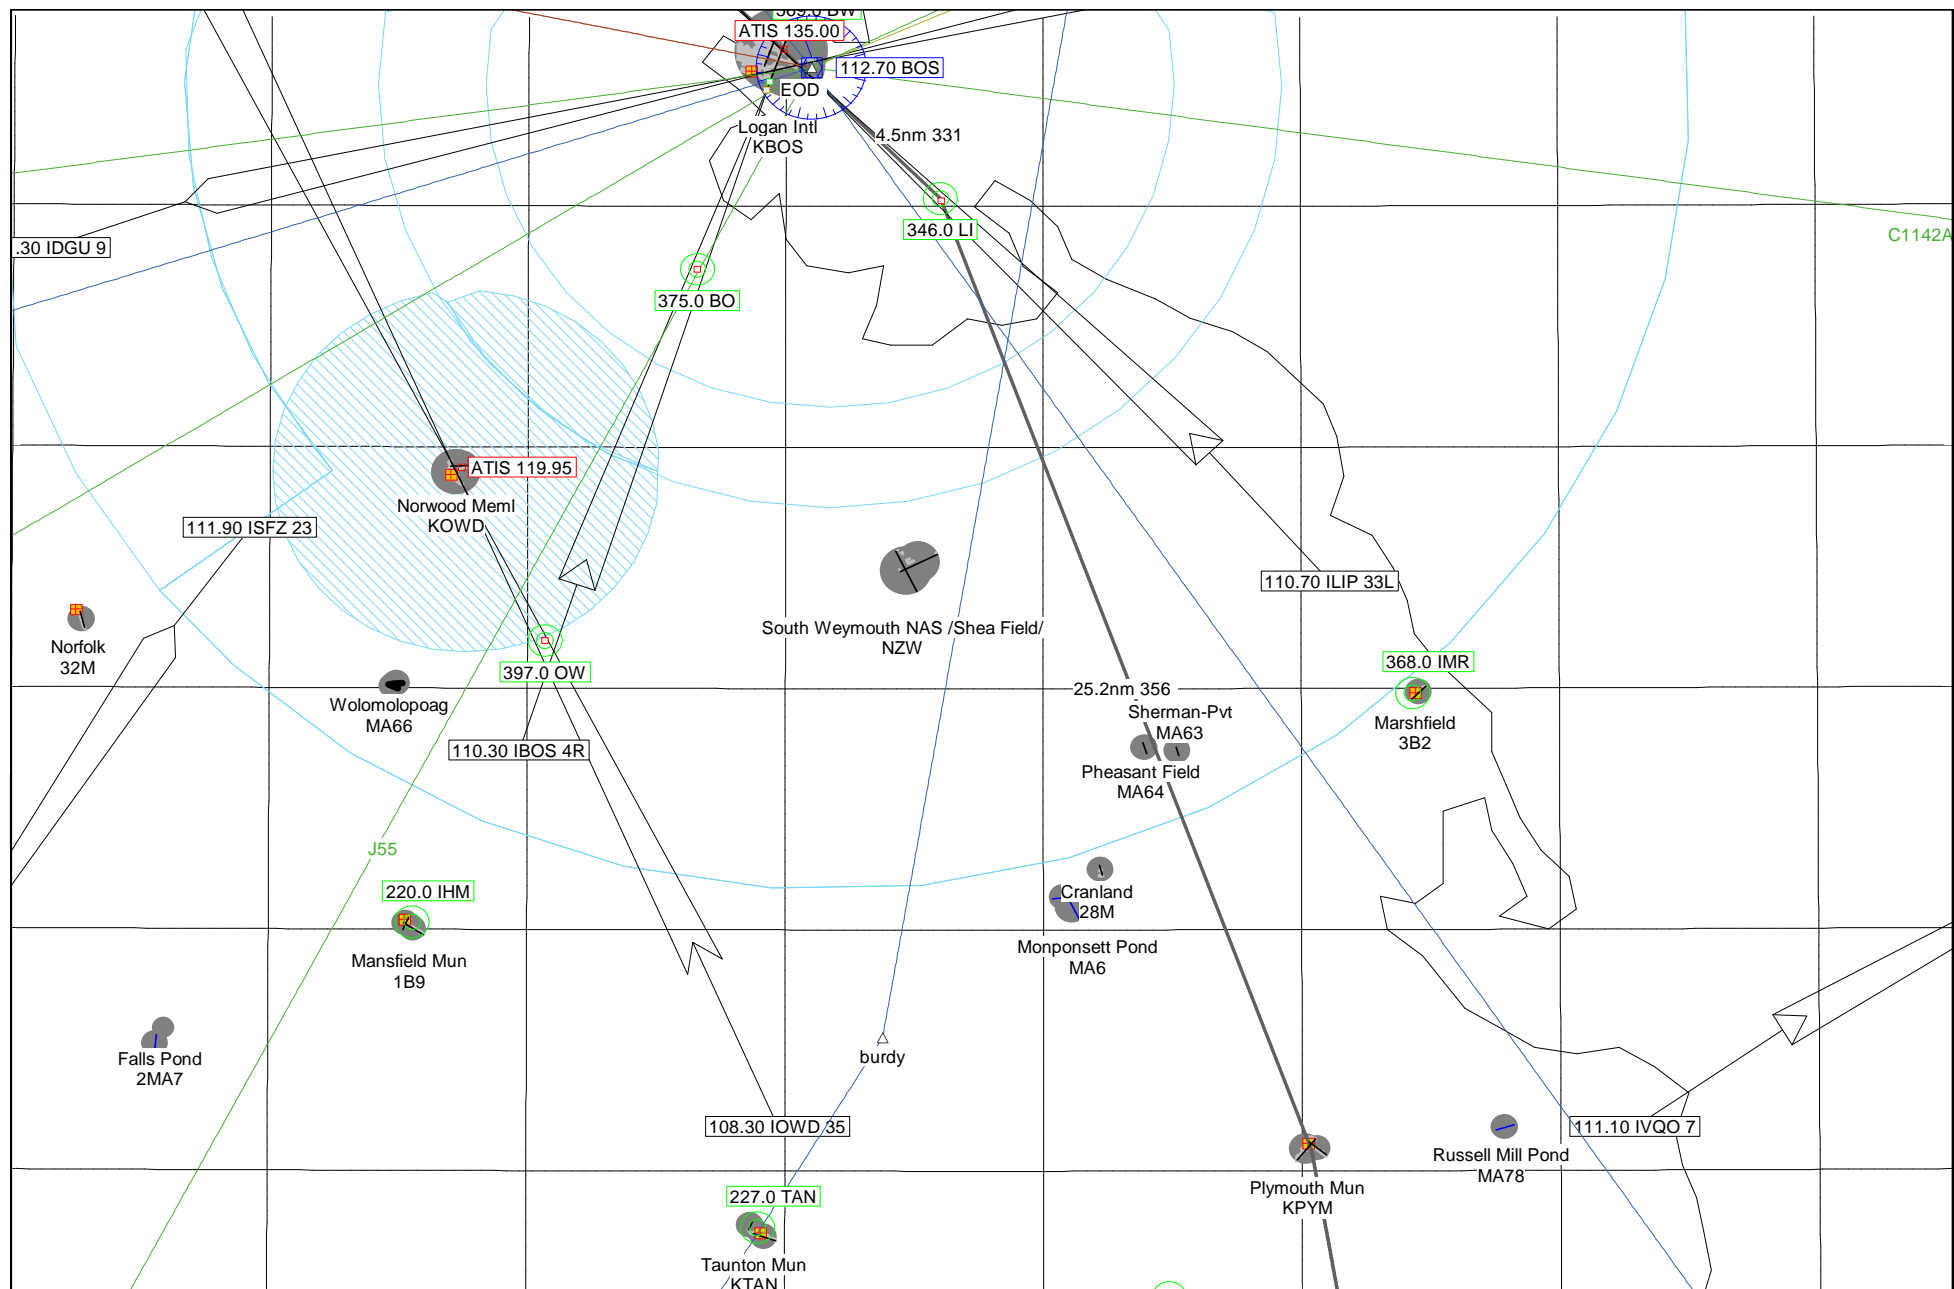 369.0 BW
ATIS 135.00
112.70 BOS
EOD
Logan Intl
KBOS
4.5nm 331
346.0 LI
C1142A
.30 IDGU 9
375.0 BO
ATIS 119.95
Norwood Meml
KOWD
111.90 ISFZ 23
110.70 ILIP 33L
South Weymouth NAS /Shea Field/
NZW
Norfolk
32M
397.0 OW
368.0 IMR
25.2nm 356
Wolomolopoag
MA66
Sherman-Pvt
MA63
Marshfield
3B2
110.30 IBOS 4R
Pheasant Field
MA64
J55
220.0 IHM
Cranland
28M
Mansfield Mun
1B9
Monponsett Pond
MA6
Falls Pond
2MA7
burdy
108.30 IOWD 35
111.10 IVQO 7
Russell Mill Pond
MA78
Plymouth Mun
KPYM
227.0 TAN
Taunton Mun
KTAN